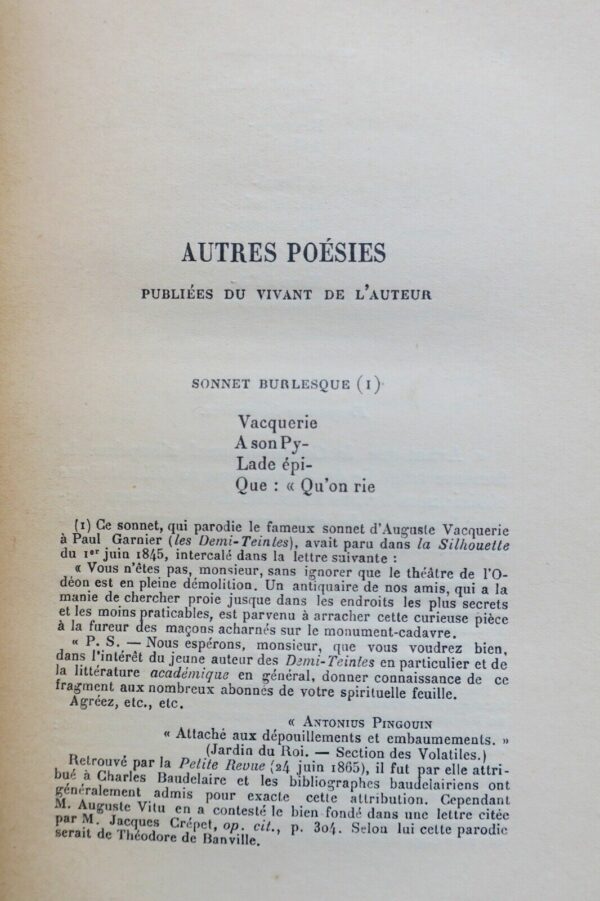 AUTRES POÉSIES
PUBLIÉES DU VIVANT DE L'AUTEUR
SONNET BURLESQUE (1)
Vacquerie
A son Py-
Lade épi-
Que : « Qu'on rie
(1) Ce sonnet, qui parodie le fameux sonnet d'Auguste Vacquerie
à Paul Garnier (les Demi-Teintes), avait paru dans la Silhouette
du 1er juin 1845, intercalé dans la lettre suivante :
« Vous n'êtes pas, monsieur, sans ignorer que le théâtre de l'O-
déon est en pleine démolition. Un antiquaire de nos amis, qui a la
manie de chercher proie jusque dans les endroits les plus secrets
et les moins praticables, est parvenu à arracher cette curieuse pièce
à la fureur des maçons acharnés sur le monument-cadavre.
« P. S. — Nous espérons, monsieur, que vous voudrez bien,
dans l'intérêt du jeune auteur des Demi-Teintes en particulier et de
la littérature académique en général, donner connaissance de ce
fragment aux nombreux abonnés de votre spirituelle feuille.
Agréez, etc., etc.
« ANTONIUS PINGOUIN
« Attaché aux dépouillements et embaumements. »
(Jardin du Roi. — Section des Volatiles.)
Retrouvé par la Petite Revue (24 juin 1865), il fut par elle attri-
bué à Charles Baudelaire et les bibliographes baudelairiens ont
généralement admis pour exacte cette attribution. Cependant
M. Auguste Vitu en a contesté le bien fondé dans une lettre citée
par M. Jacques Crépet, op. cit., p. 304. Selon lui cette parodie
serait de Théodore de Banville.